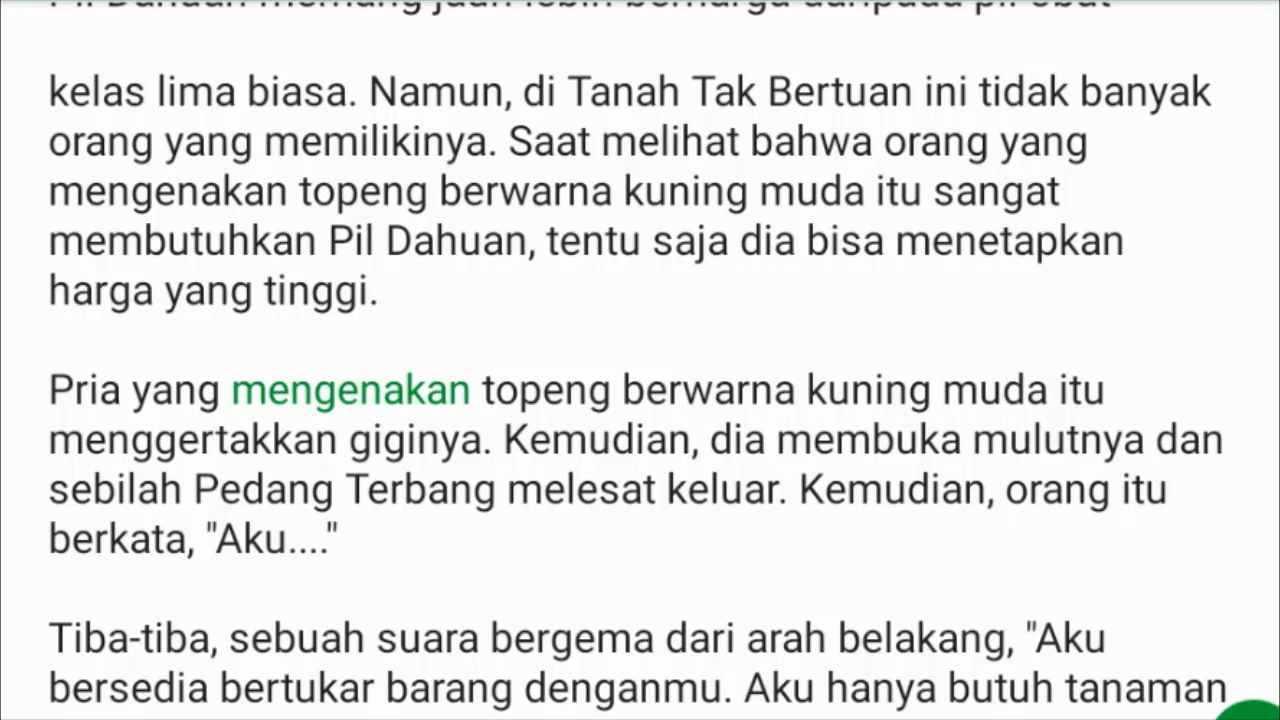 kelas lima biasa. Namun, di Tanah Tak Bertuan ini tidak banyak
orang yang memilikinya. Saat melihat bahwa orang yang
mengenakan topeng berwarna kuning muda itu sangat
membutuhkan Pil Dahuan, tentu saja dia bisa menetapkan
harga yang tinggi.
Pria yang mengenakan topeng berwarna kuning muda itu
menggertakkan giginya. Kemudian, dia membuka mulutnya dan
sebilah Pedang Terbang melesat keluar. Kemudian, orang itu
berkata, "Aku...."
Tiba-tiba, sebuah suara bergema dari arah belakang, "Aku
bersedia bertukar barang denganmu. Aku hanya butuh tanaman